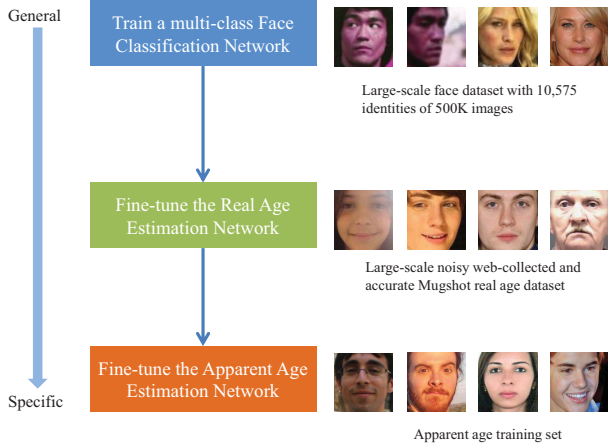 General
Train a multi-class Face
Classification Network
Large-scale face dataset with 10,575
identities of 500K images
Fine-tune the Real Age
Estimation Network
Large-scale noisy web-collected and
accurate Mugshot real age dataset
Fine-tune the Apparent Age
Estimation Network
Specific
Apparent age training set